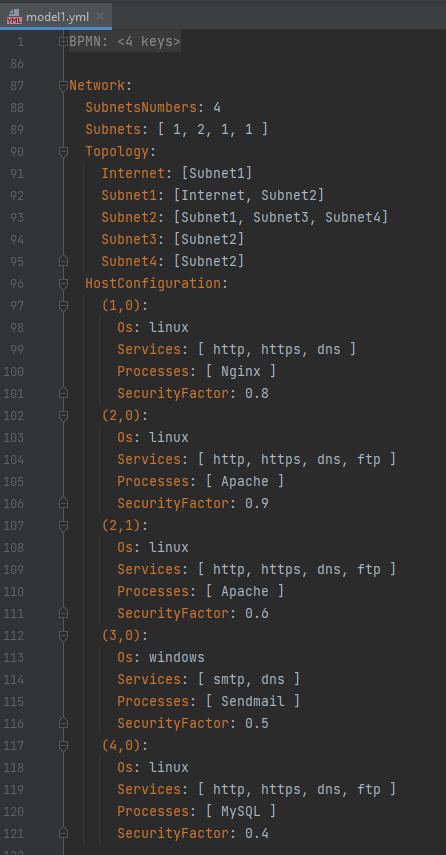 model1.yml
1 BPMN: <4 keys>
86
87 Network:
88 SubnetsNumbers: 4
89 Subnets: [ 1, 2, 1, 1 ]
90 Topology:
91 Internet: [Subnet1]
92 Subnet1: [Internet, Subnet2]
93 Subnet2: [Subnet1, Subnet3, Subnet4]
94 Subnet3: [Subnet2]
95 Subnet4: [Subnet2]
96 HostConfiguration:
97 (1,0):
98 Os: linux
99 Services: [ http, https, dns ]
100 Processes: [ Nginx ]
101 SecurityFactor: 0.8
102 (2,0):
103 Os: linux
104 Services: [ http, https, dns, ftp ]
105 Processes: [ Apache ]
106 SecurityFactor: 0.9
107 (2,1):
108 Os: linux
109 Services: [ http, https, dns, ftp ]
110 Processes: [ Apache ]
111 SecurityFactor: 0.6
112 (3,0):
113 Os: windows
114 Services: [ smtp, dns ]
115 Processes: [ Sendmail ]
116 SecurityFactor: 0.5
117 (4,0):
118 Os: linux
119 Services: [ http, https, dns, ftp ]
120 Processes: [ MySQL ]
121 SecurityFactor: 0.4